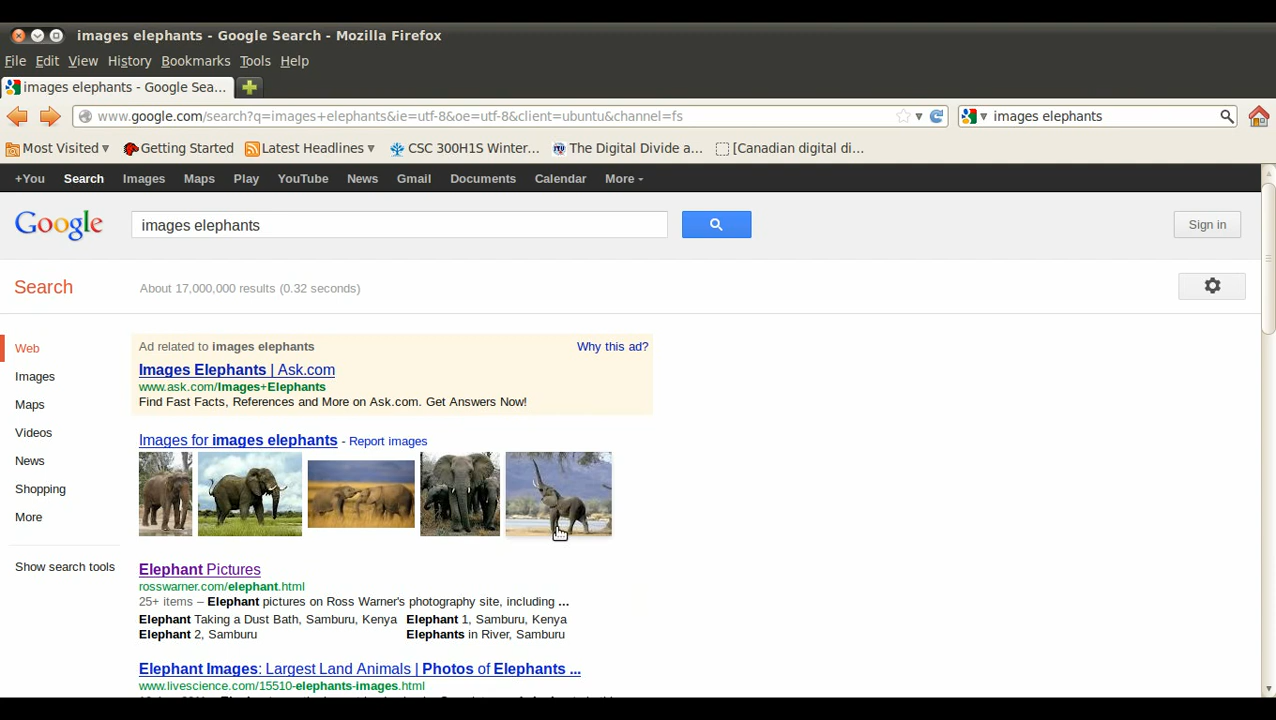 images elephants - Google Search - Mozilla Firefox
File Edit View History Bookmarks Tools Help
images elephants - Google Sea...
www.google.com/search?q=images+elephants&ie=utf-8&oe=utf-8&client=ubuntu&channel=fs images elephants
Most Visited Getting Started Latest Headlines CSC 300H1S Winter... The Digital Divide a... [Canadian digital di...
+You Search Images Maps Play YouTube News Gmail Documents Calendar More
Google images elephants Sign in
Search About 17,000,000 results (0.32 seconds)
Web
Images
Maps
Videos
News
Shopping
More
Show search tools
Ad related to images elephants Why this ad?
Images Elephants | Ask.com
www.ask.com/Images+Elephants
Find Fast Facts, References and More on Ask.com. Get Answers Now!
Images for images elephants - Report images
Elephant Pictures
rosswarner.com/elephant.html
25+ items – Elephant pictures on Ross Warner's photography site, including ...
Elephant Taking a Dust Bath, Samburu, Kenya Elephant 1, Samburu, Kenya
Elephant 2, Samburu Elephants in River, Samburu
Elephant Images: Largest Land Animals | Photos of Elephants ...
www.livescience.com/15510-elephants-images.html